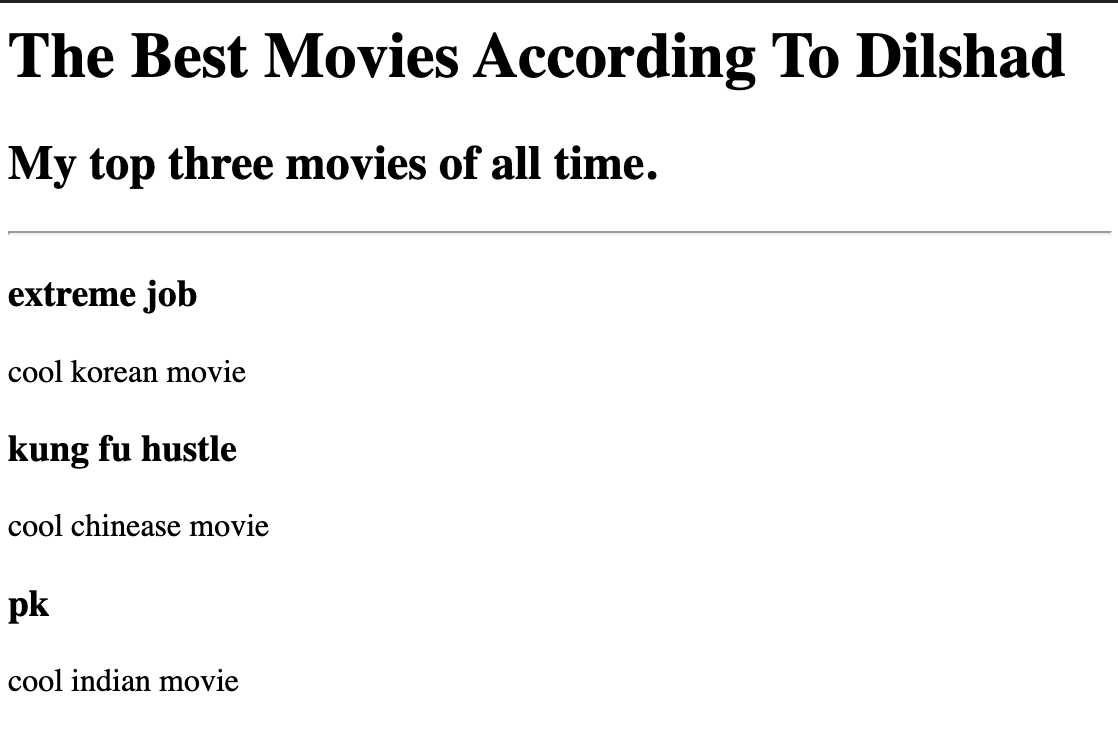 The Best Movies According To Dilshad
My top three movies of all time.
extreme job
cool korean movie
kung fu hustle
cool chinease movie
pk
cool indian movie